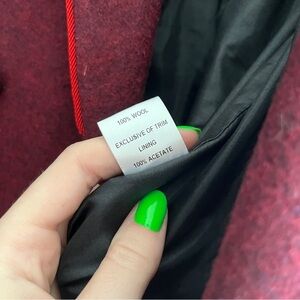 100% WOOL
EXCLUSIVE OF TRIM
LINING
100% ACETATE